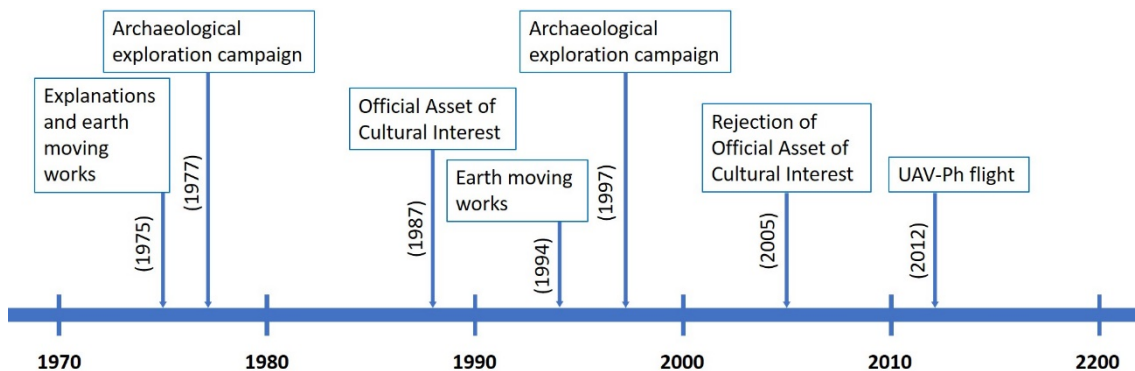 Archaeological
exploration campaign
Archaeological
exploration campaign
Explanations
and earth
moving
works
Official Asset of
Cultural Interest
Rejection of
Official Asset of
Cultural Interest
Earth moving
works
UAV-Ph flight
(1975)
(1977)
(1987)
(1994)
(1997)
(2005)
(2012)
1970
1980
1990
2000
2010
2200